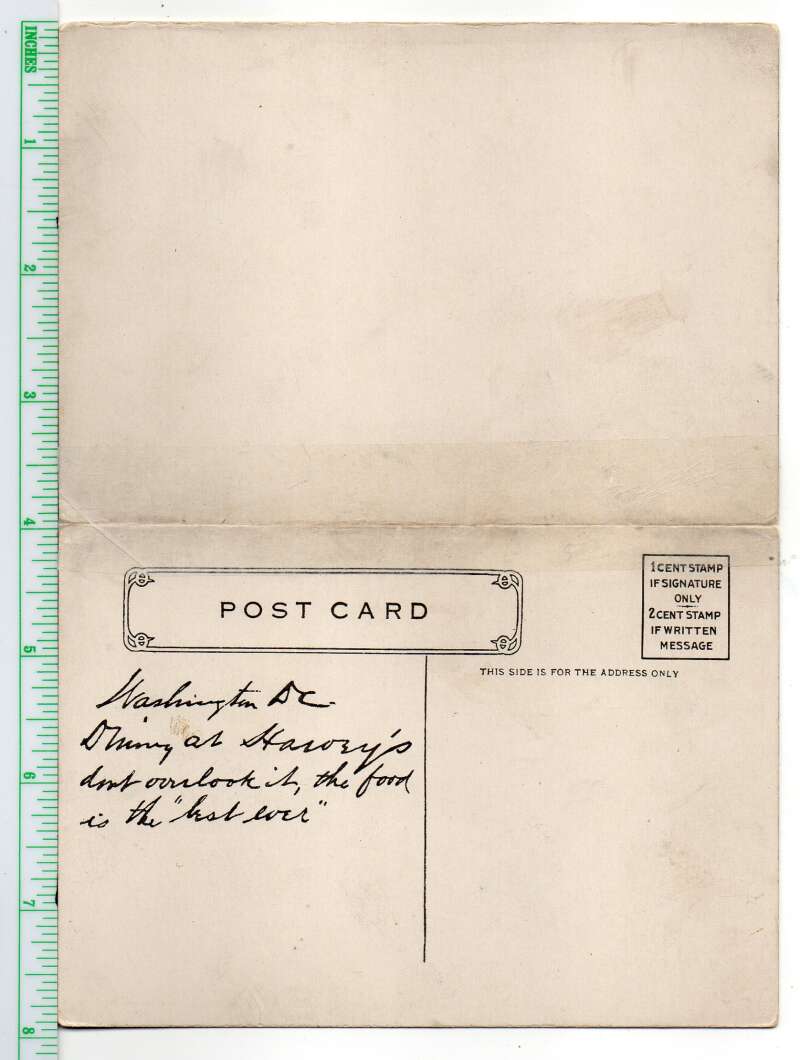 INCHES
1
2
3
4
5
6
7
8
POST CARD
1 CENT STAMP
IF SIGNATURE
ONLY
2 CENT STAMP
IF WRITTEN
MESSAGE
THIS SIDE IS FOR THE ADDRESS ONLY
Washington DC.
Dining at Harvey's
dont overlook it, the food
is the "best ever"